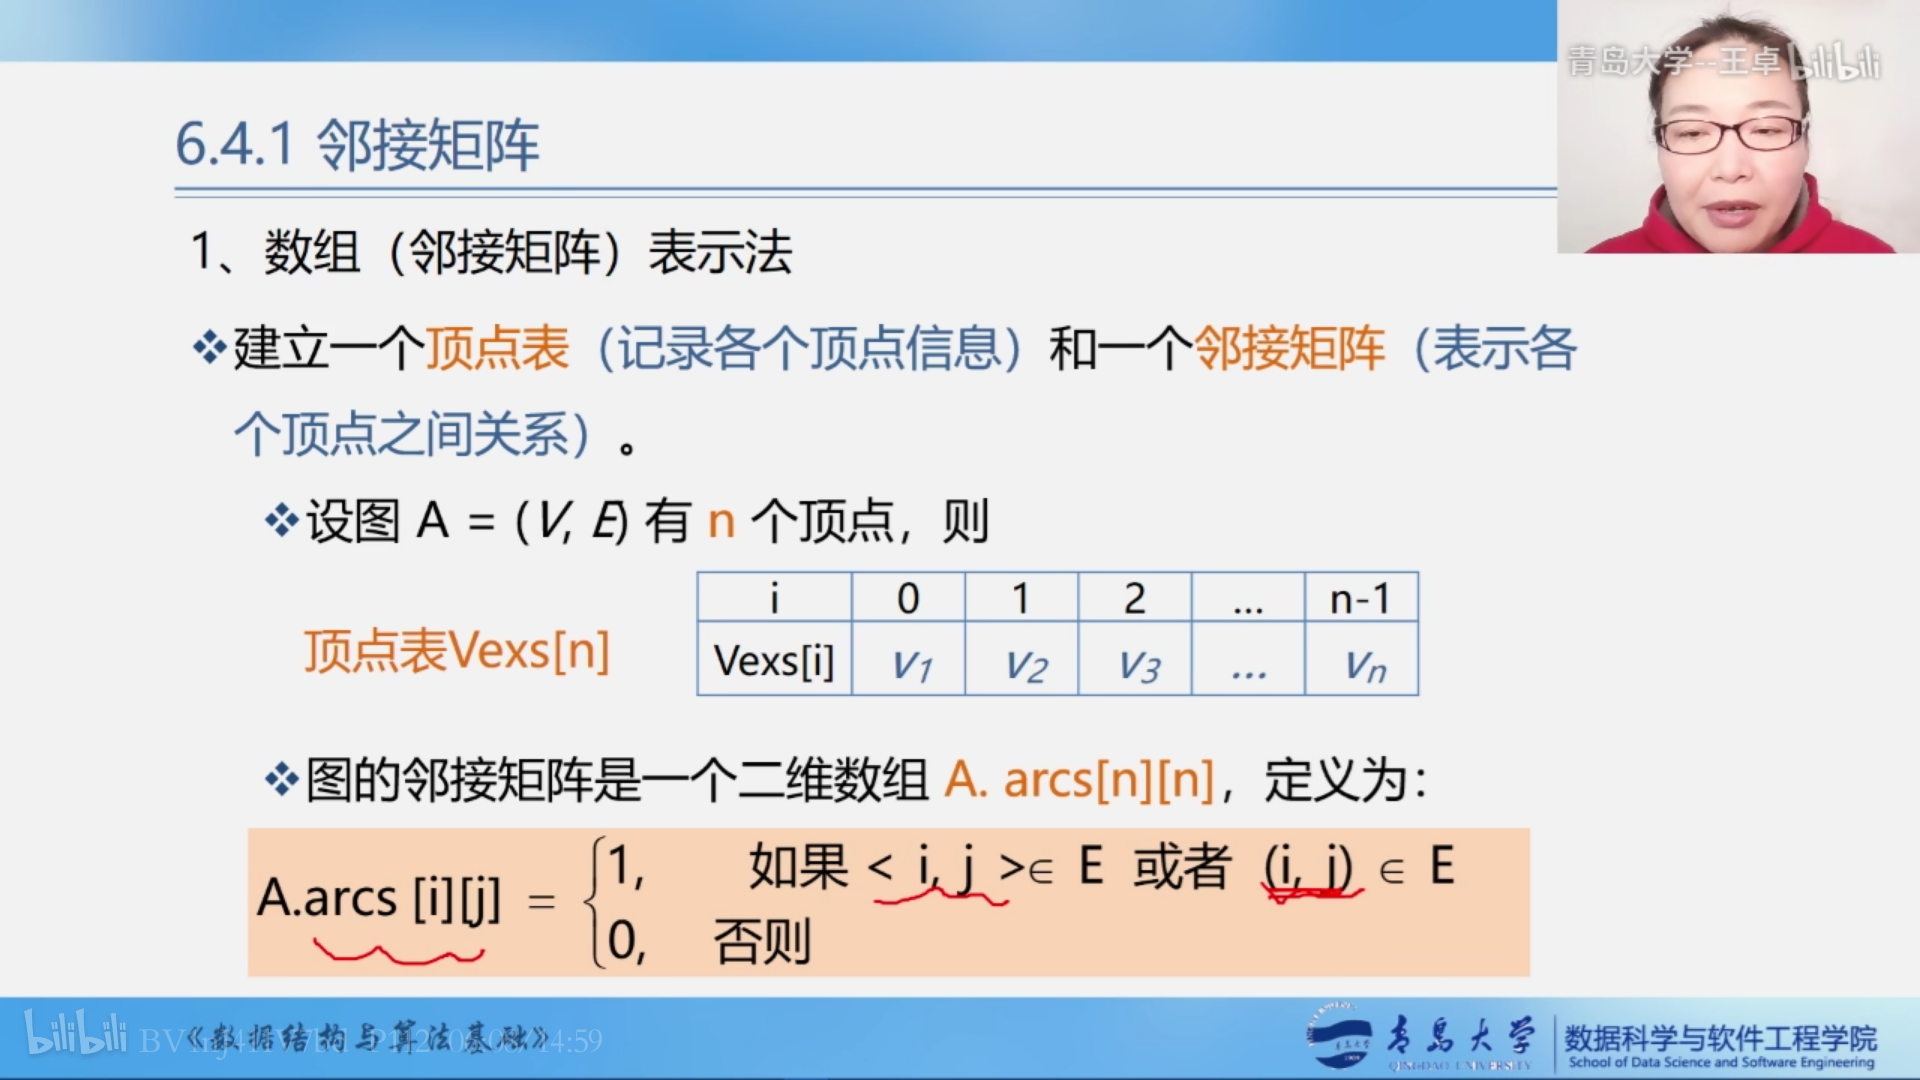 青岛大学--王卓 bilibili
6.4.1 邻接矩阵
1、数组（邻接矩阵）表示法
❖建立一个顶点表（记录各个顶点信息）和一个邻接矩阵（表示各
个顶点之间关系）。
❖设图 A = (V, E) 有 n 个顶点，则
顶点表Vexs[n]
i 0 1 2 … n-1
Vexs[i] V1 V2 V3 … Vn
❖图的邻接矩阵是一个二维数组 A. arcs[n][n]，定义为：
A.arcs [i][j] =
1, 如果 < i, j >∈ E 或者 (i, j) ∈ E
0, 否则
bilibili
《数据结构与算法基础》
青岛大学
QINGDAO UNIVERSITY
数据科学与软件工程学院
School of Data Science and Software Engineering